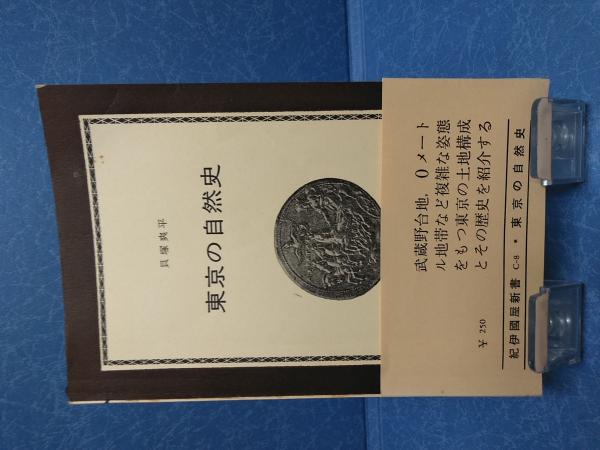 貝塚爽平
東京の自然史
武蔵野台地，0メート
ル地帯など複雑な姿態
をもつ東京の土地構成
とその歴史を紹介する
¥ 250
紀伊國屋新書 C-8 • 東京の自然史